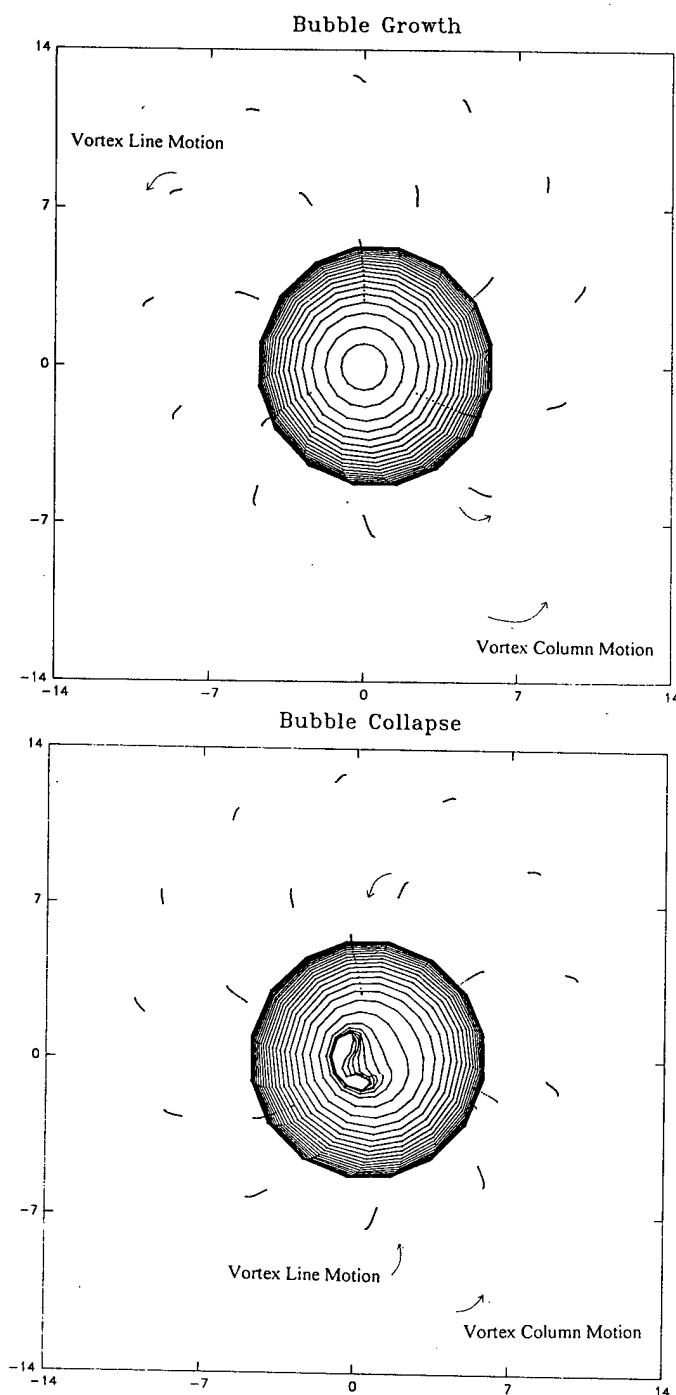 Bubble Growth
14
Vortex Line Motion
7
0
-7
Vortex Column Motion
-14
-14 -7 0 7 14
Bubble Collapse
14
7
0
-7
Vortex Line Motion
Vortex Column Motion
-14
-14 -7 0 7 14